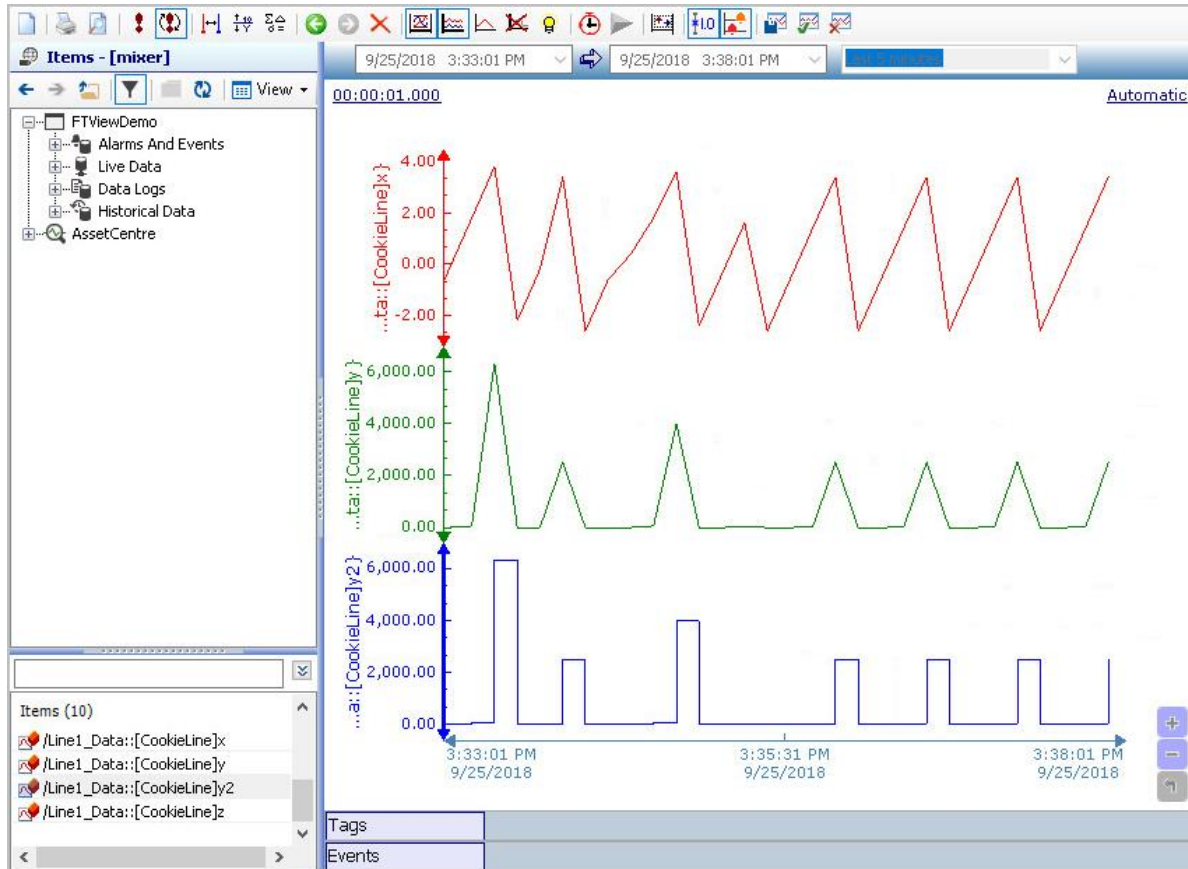 Items - [mixer]
View
FTViewDemo
Alarms And Events
Live Data
Data Logs
Historical Data
AssetCentre
Items (10)
/Line1_Data::[CookieLine]x
/Line1_Data::[CookieLine]y
/Line1_Data::[CookieLine]y2
/Line1_Data::[CookieLine]z
1.0
9/25/2018 3:33:01 PM
9/25/2018 3:38:01 PM
Last 5 minutes
00:00:01.000
Automatic
...ta::[CookieLine]x}
4.00
2.00
0.00
-2.00
...ta::[CookieLine]y}
6,000.00
4,000.00
2,000.00
0.00
...a::[CookieLine]y2}
6,000.00
4,000.00
2,000.00
0.00
3:33:01 PM
9/25/2018
3:35:31 PM
9/25/2018
3:38:01 PM
9/25/2018
Tags
Events